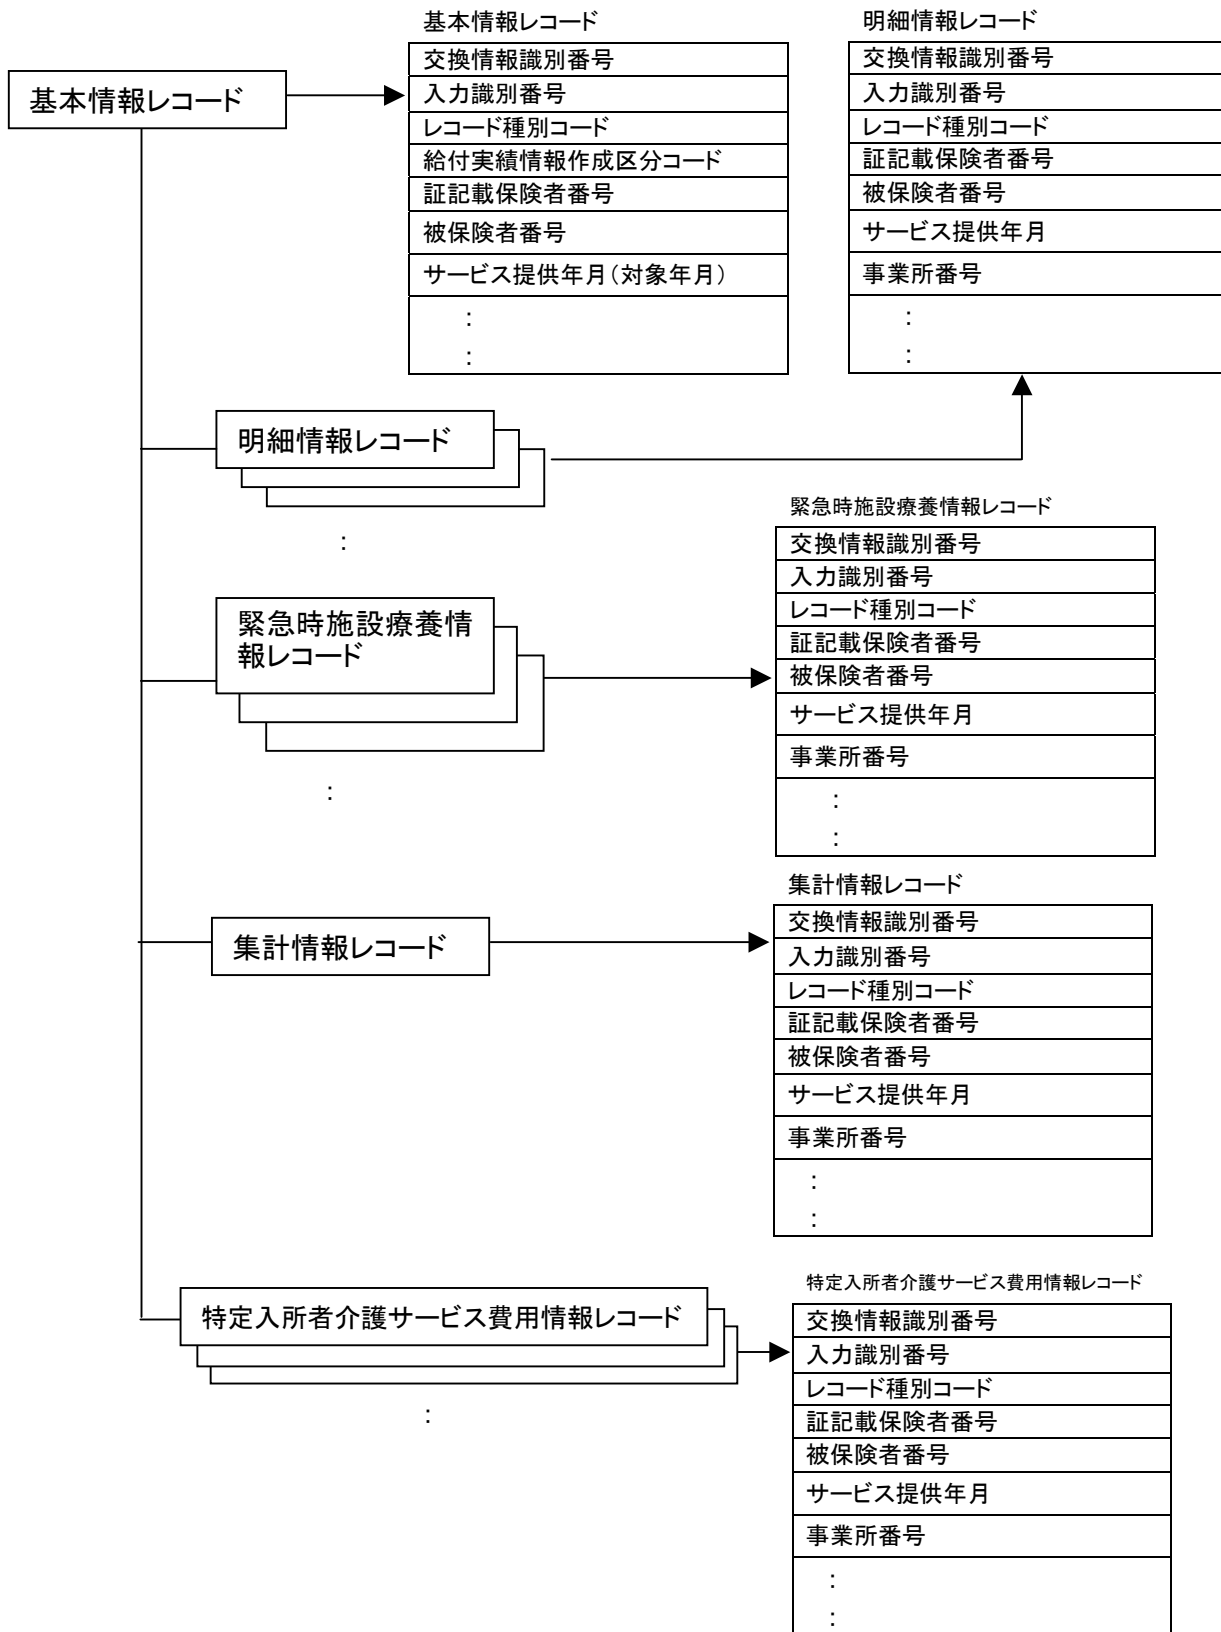 基本情報レコード
基本情報レコード
交換情報識別番号
入力識別番号
レコード種別コード
給付実績情報作成区分コード
証記載保険者番号
被保険者番号
サービス提供年月(対象年月)
:
:
明細情報レコード
交換情報識別番号
入力識別番号
レコード種別コード
証記載保険者番号
被保険者番号
サービス提供年月
事業所番号
:
:
明細情報レコード
:
緊急時施設療養情報レコード
交換情報識別番号
入力識別番号
レコード種別コード
証記載保険者番号
被保険者番号
サービス提供年月
事業所番号
:
:
緊急時施設療養情
報レコード
:
集計情報レコード
集計情報レコード
交換情報識別番号
入力識別番号
レコード種別コード
証記載保険者番号
被保険者番号
サービス提供年月
事業所番号
:
:
特定入所者介護サービス費用情報レコード
:
特定入所者介護サービス費用情報レコード
交換情報識別番号
入力識別番号
レコード種別コード
証記載保険者番号
被保険者番号
サービス提供年月
事業所番号
:
: